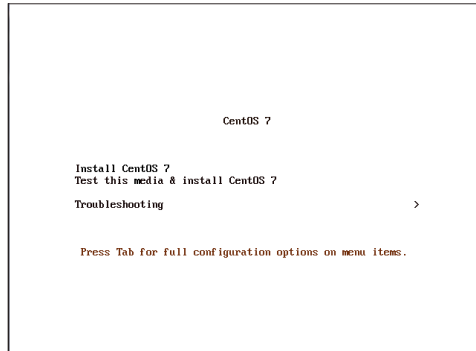 CentOS 7
Install CentOS 7
Test this media & install CentOS 7
Troubleshooting >
Press Tab for full configuration options on menu items.